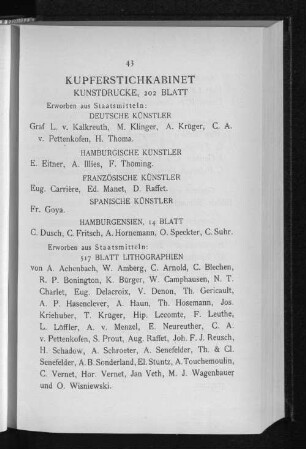 43
KUPFERSTICHKABINET
KUNSTDRUCKE, 202 BLATT
Erworben aus Staatsmitteln:
DEUTSCHE KÜNSTLER
Graf L. v. Kalkreuth, M. Klinger, A. Krüger, C. A.
v. Pettenkofen, H. Thoma.
HAMBURGISCHE KÜNSTLER
E. Eitner, A. Illies, F. Thöming.
FRANZÖSISCHE KÜNSTLER
Eug. Carrière, Ed. Manet, D. Raffet.
SPANISCHE KÜNSTLER
Fr. Goya.
HAMBURGENSIEN, 14 BLATT
C. Dusch, C. Fritsch, A. Hornemann, O. Speckter, C. Suhr.
Erworben aus Staatsmitteln:
517 BLATT LITHOGRAPHIEN
von A. Achenbach, W. Amberg, C. Arnold, C. Blechen,
R. P. Bonington, K. Bürger, W. Camphausen, N. T.
Charlet, Eug. Delacroix, V. Denon, Th. Gericault,
A. P. Hasenclever, A. Haun, Th. Hosemann, Jos.
Kriehuber, T. Krüger, Hip. Lecomte, F. Leuthe,
L. Löffler, A. v. Menzel, E. Neureuther, C. A.
v. Pettenkofen, S. Prout, Aug. Raffet, Joh. F. J. Reusch,
H. Schadow, A. Schroeter, A. Senefelder, Th. & Cl.
Senefelder, A. B. Sonderland, El. Stuntz, A. Touchemoulin,
C. Vernet, Hor. Vernet, Jan Veth, M. J. Wagenbauer
und O. Wisniewski.